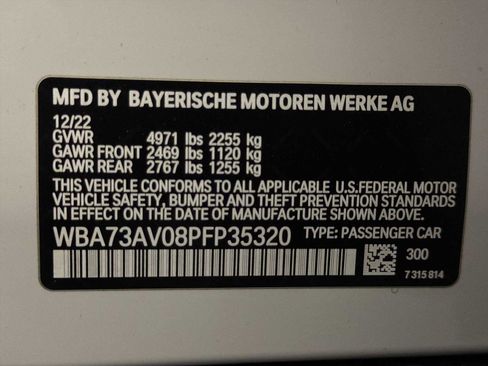 MFD BY BAYERISCHE MOTOREN WERKE AG
12/22
GVWR 4971 lbs 2255 kg
GAWR FRONT 2469 lbs 1120 kg
GAWR REAR 2767 lbs 1255 kg
THIS VEHICLE CONFORMS TO ALL APPLICABLE U.S.FEDERAL MOTOR
VEHICLE SAFETY, BUMPER AND THEFT PREVENTION STANDARDS
IN EFFECT ON THE DATE OF MANUFACTURE SHOWN ABOVE.
WBA73AV08PFP35320 TYPE: PASSENGER CAR
300
7 315 814